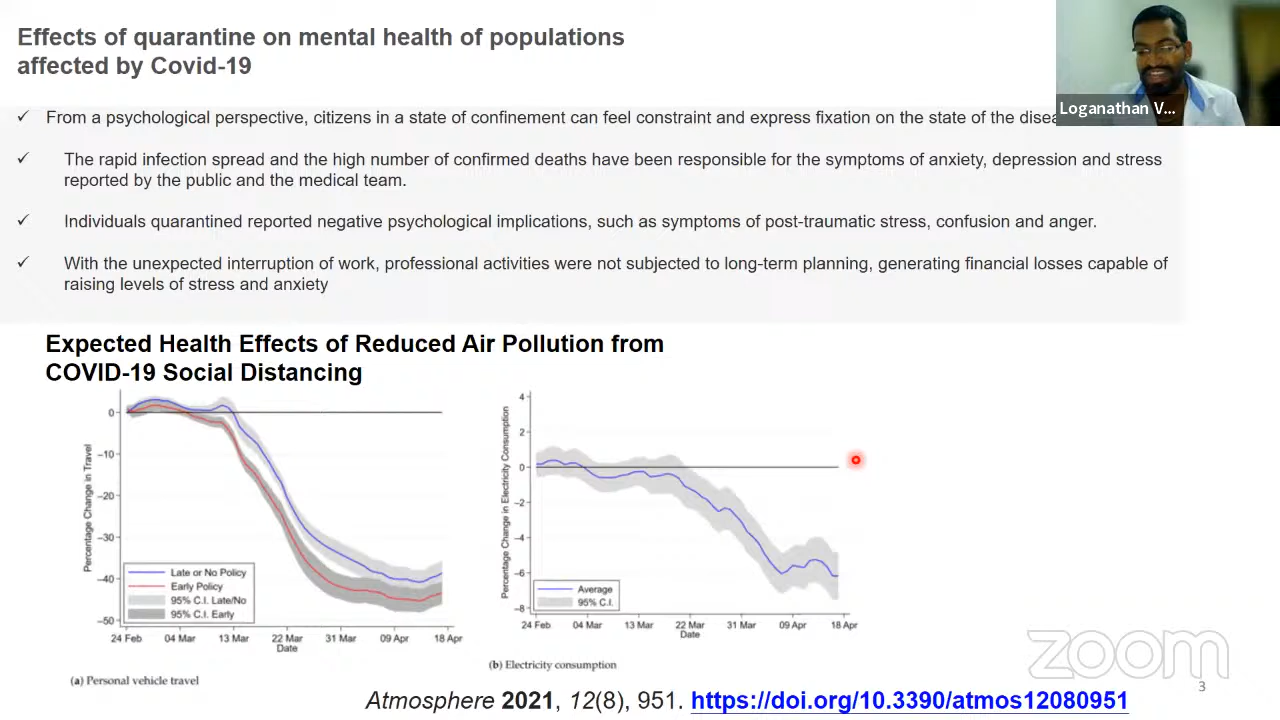 Effects of quarantine on mental health of populations
affected by Covid-19
Loganathan V...
✓ From a psychological perspective, citizens in a state of confinement can feel constraint and express fixation on the state of the
✓ The rapid infection spread and the high number of confirmed deaths have been responsible for the symptoms of anxiety, depression and stress
reported by the public and the medical team.
✓ Individuals quarantined reported negative psychological implications, such as symptoms of post-traumatic stress, confusion and anger.
✓ With the unexpected interruption of work, professional activities were not subjected to long-term planning, generating financial losses capable of
raising levels of stress and anxiety
Expected Health Effects of Reduced Air Pollution from
COVID-19 Social Distancing
Percentage Change in Travel
0
-10
-20
-30
-40
-50
Late or No Policy
Early Policy
95% C.I. Late/No
95% C.I. Early
24 Feb 04 Mar 13 Mar 22 Mar 31 Mar 09 Apr 18 Apr
Date
(a) Personal vehicle travel
Percentage Change in Electricity Consumption
4
2
0
-2
-4
-6
-8
Average
95% C.I.
24 Feb 04 Mar 13 Mar 22 Mar 31 Mar 09 Apr 18 Apr
Date
(b) Electricity consumption
zoom
3
Atmosphere 2021, 12(8), 951. https://doi.org/10.3390/atmos12080951